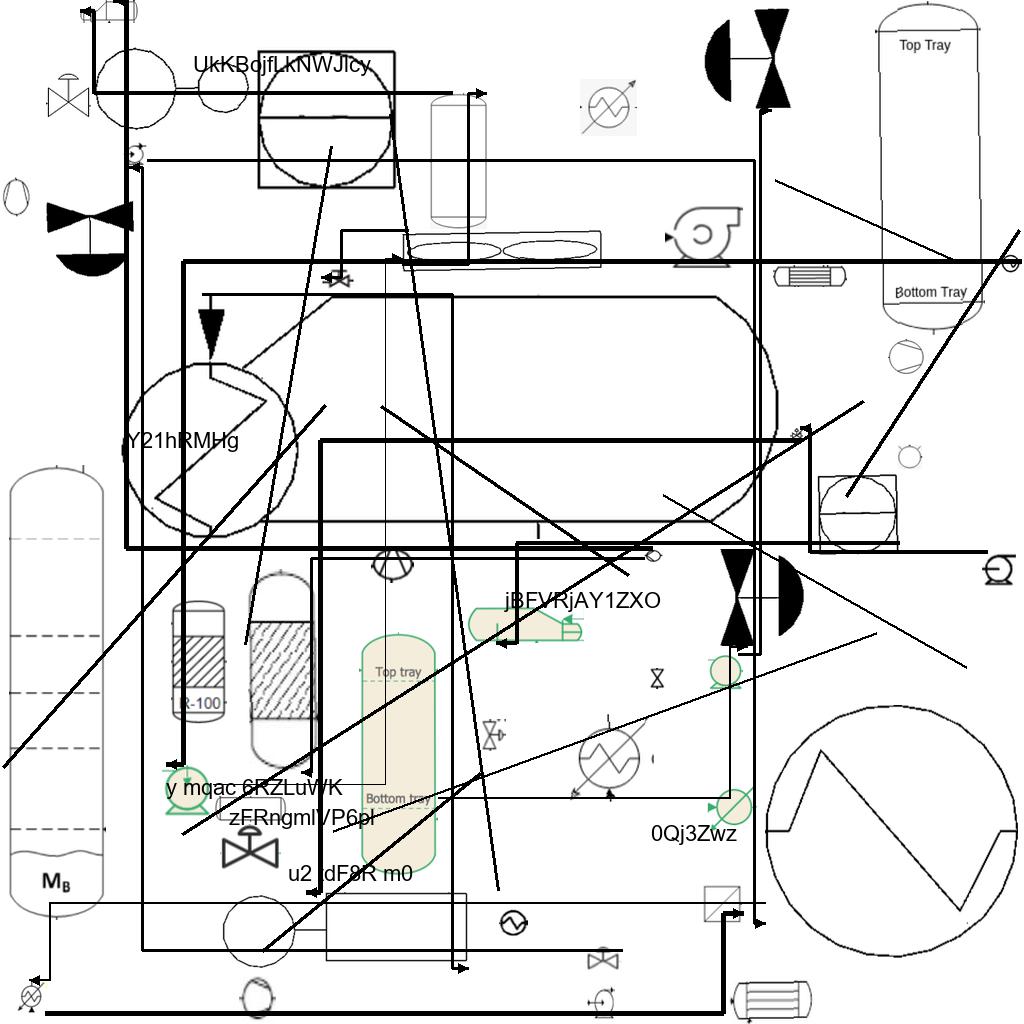 UkKBojfLkNWJlcy
Top Tray
Bottom Tray
Y21hRMHg
jBFVRjAY1ZXO
Top tray
R-100
y mqac 6RZLuWK
Bottom tray
zFRngmlVP6pl
0Qj3Zwz
u2 dF8R m0
MB